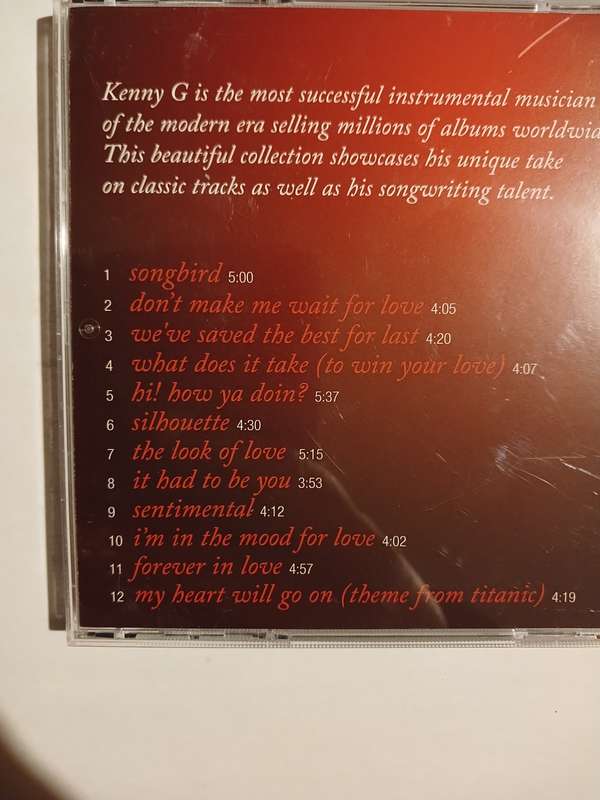 Kenny G is the most successful instrumental musician
of the modern era selling millions of albums
This beautiful collection showcases his unique take
on classic tracks as well as his songwriting talent.
1 songbird 5:00
2 don't make me wait for love 4:05
3 we've saved the best for last 4:20
4 what does it take (to win your love) 4:07
5 hi! how ya doin? 5:37
6 silhouette 4:30
7 the look of love 5:15
8 it had to be you 3:53
9 sentimental 4:12
10 i'm in the mood for love 4:02
11 forever in love 4:57
12 my heart will go on (theme from titanic) 4:19